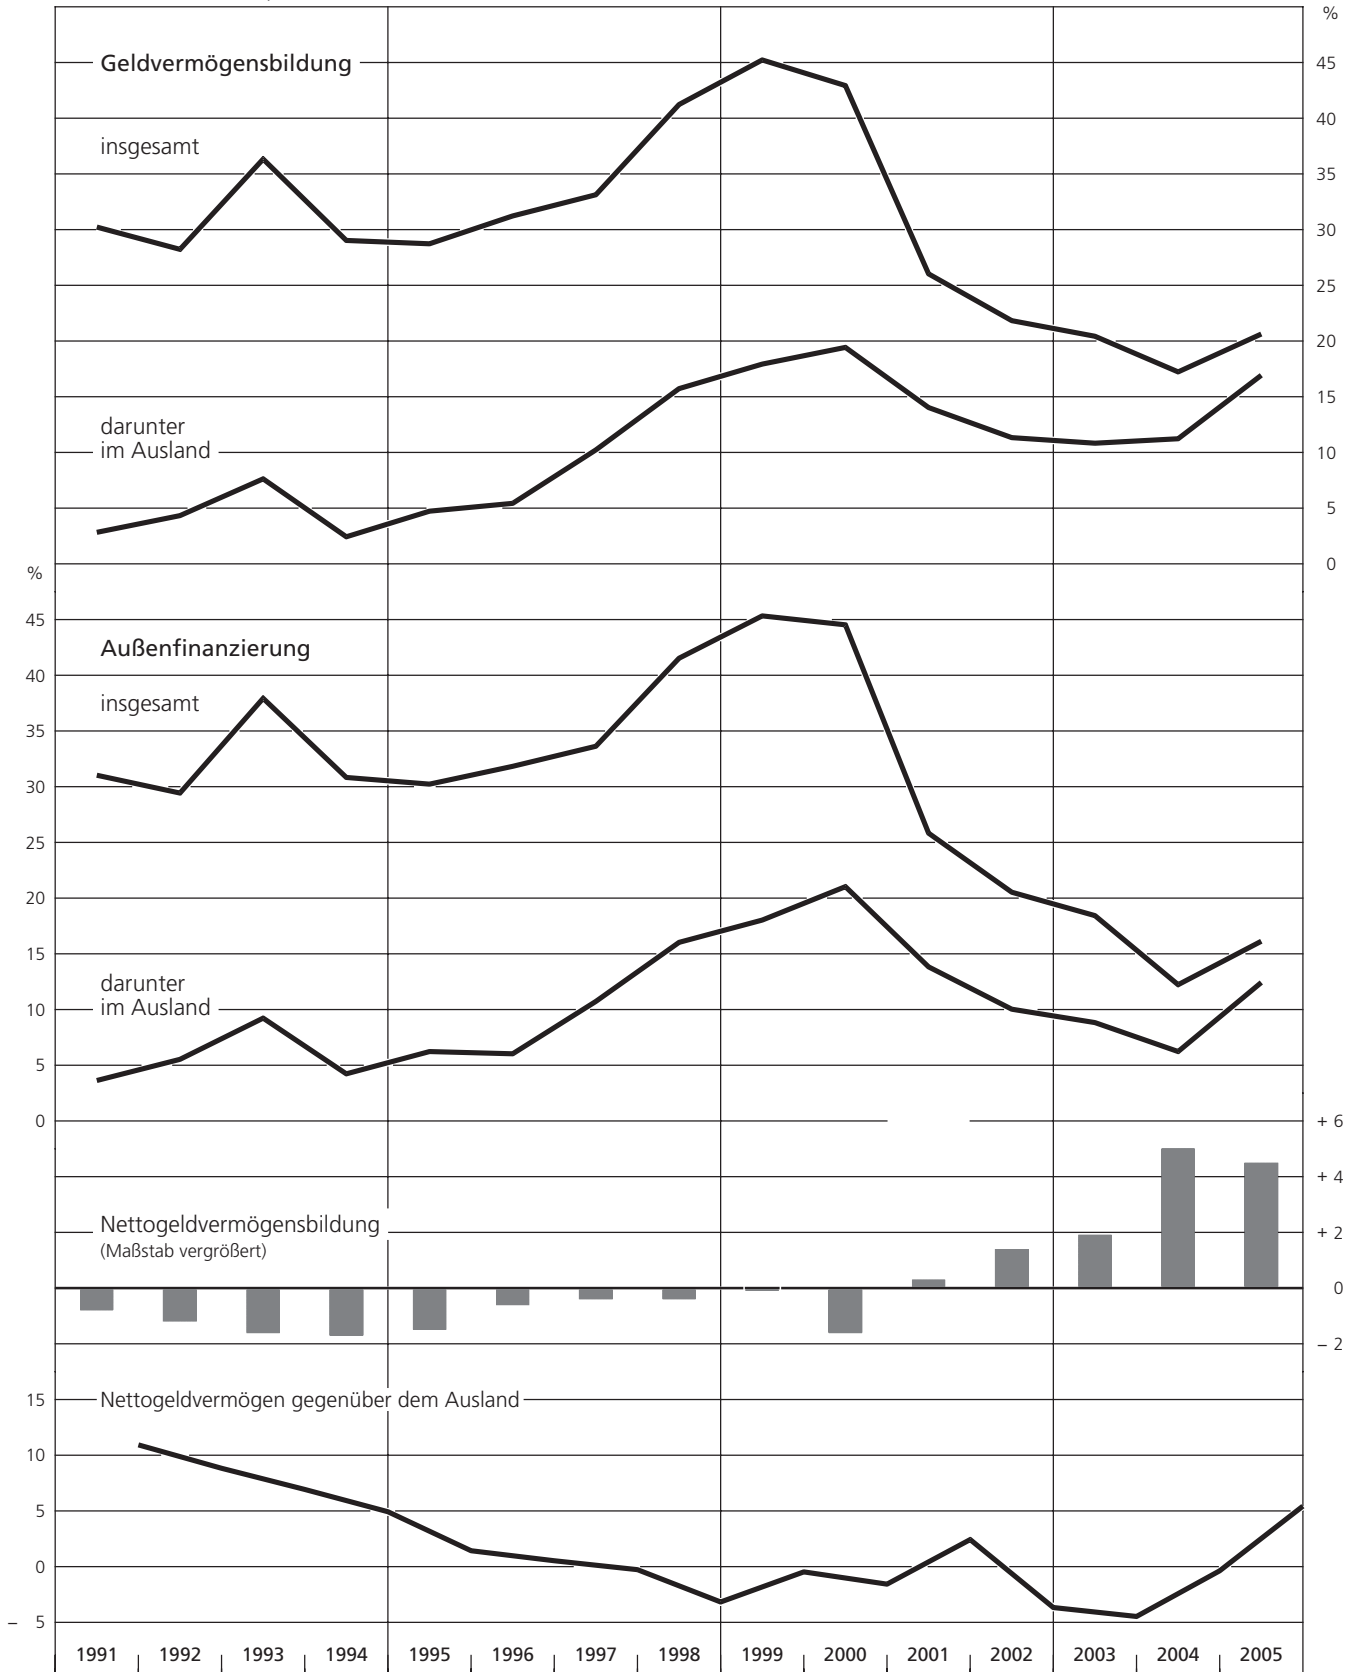 %
Geldvermögensbildung
45
40
insgesamt
35
30
25
20
15
darunter
im Ausland
10
5
0
%
45
Außenfinanzierung
40
insgesamt
35
30
25
20
15
darunter
im Ausland
10
5
0
+ 6
+ 4
Nettogeldvermögensbildung
(Maßstab vergrößert)
+ 2
0
– 2
15
Nettogeldvermögen gegenüber dem Ausland
10
5
0
– 5
1991 1992 1993 1994 1995 1996 1997 1998 1999 2000 2001 2002 2003 2004 2005